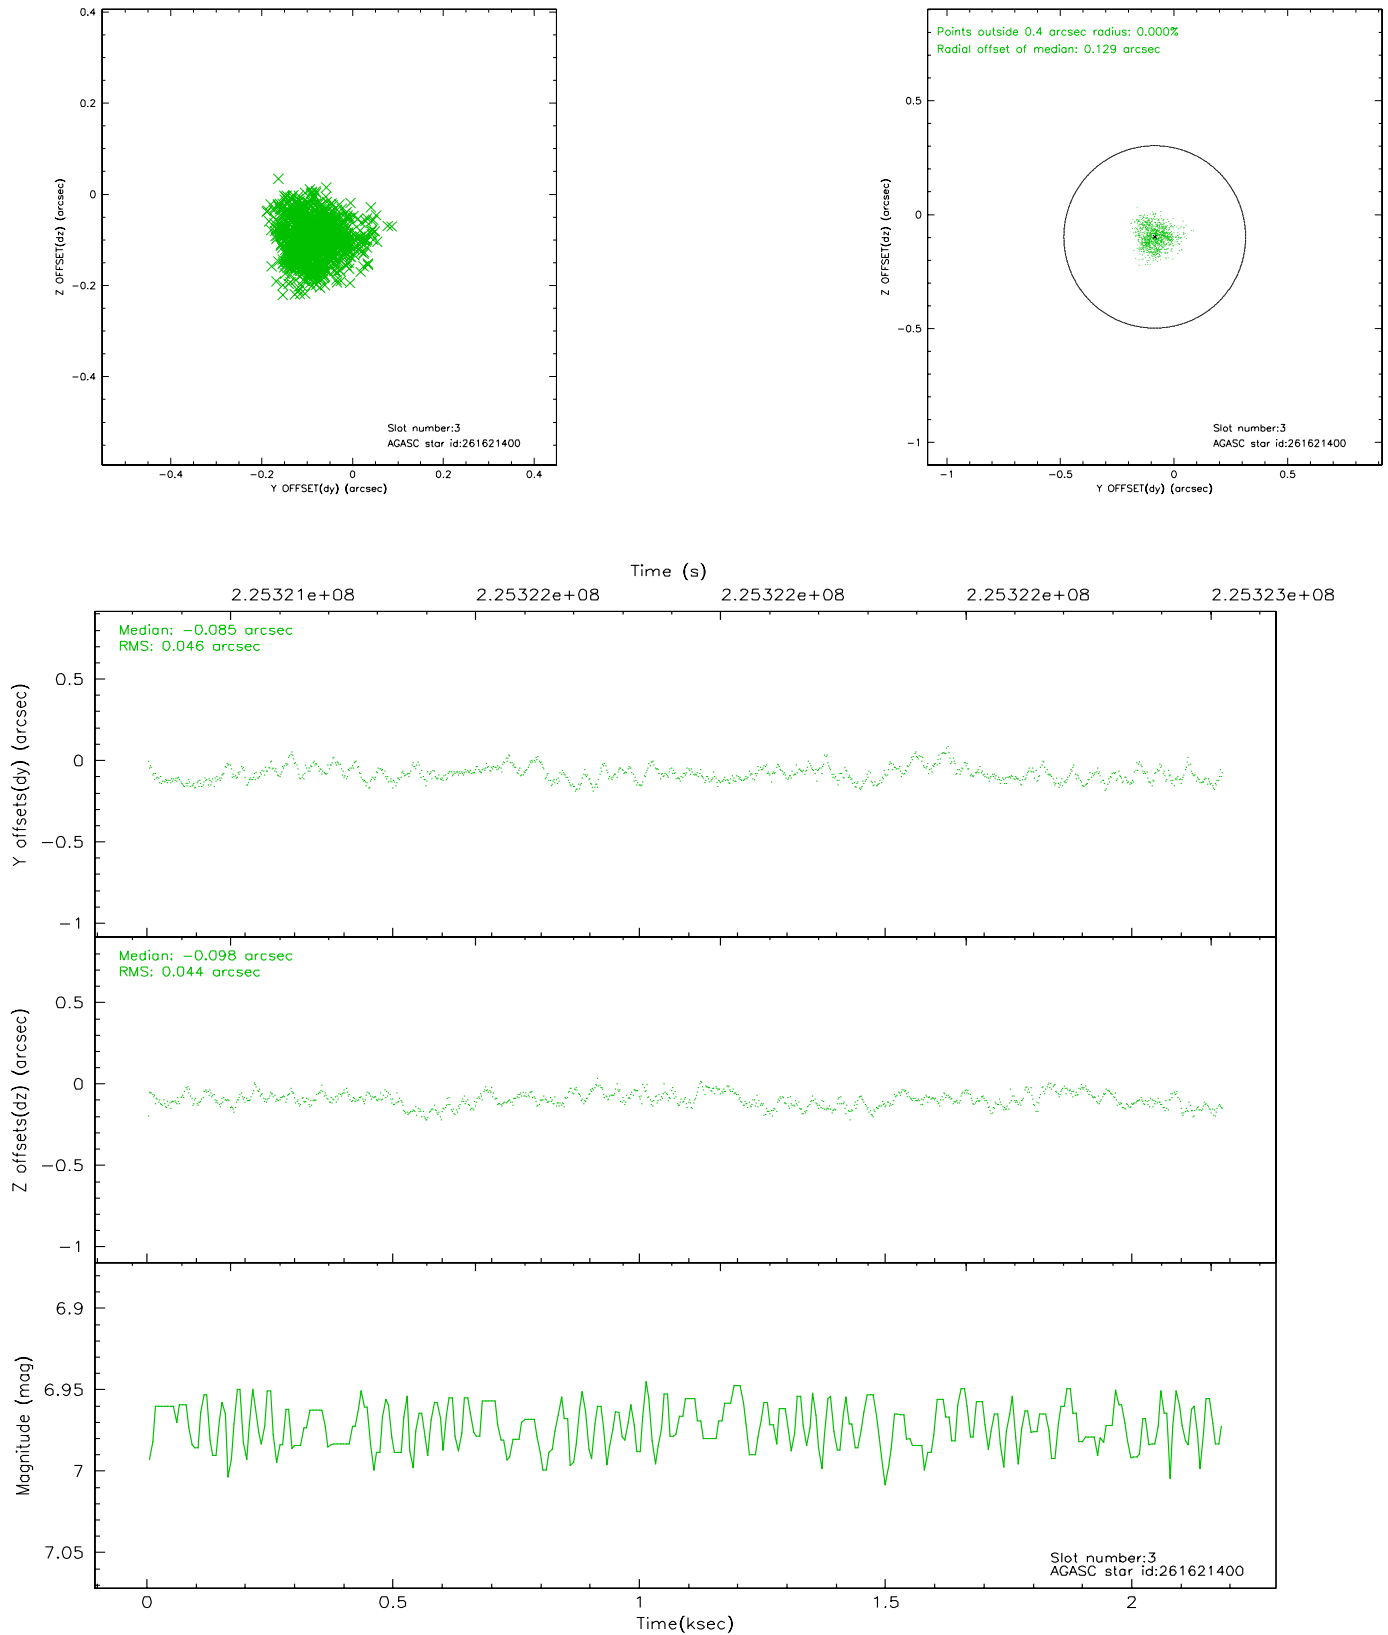 0.4
0.2
0
-0.2
-0.4
Z OFFSET(dz) (arcsec)
Slot number:3
AGASC star id:261621400
-0.4 -0.2 0 0.2 0.4
Y OFFSET(dy) (arcsec)
Points outside 0.4 arcsec radius: 0.000%
Radial offset of median: 0.129 arcsec
0.5
0
-0.5
-1
Z OFFSET(dz) (arcsec)
Slot number:3
AGASC star id:261621400
-1 -0.5 0 0.5
Y OFFSET(dy) (arcsec)
Time (s)
2.25321e+08 2.25322e+08 2.25322e+08 2.25322e+08 2.25323e+08
Median: -0.085 arcsec
RMS: 0.046 arcsec
0.5
0
-0.5
-1
Y offsets(dy) (arcsec)
Median: -0.098 arcsec
RMS: 0.044 arcsec
0.5
0
-0.5
-1
Z offsets(dz) (arcsec)
6.9
6.95
7
7.05
Magnitude (mag)
Slot number:3
AGASC star id:261621400
0 0.5 1 1.5 2
Time(ksec)